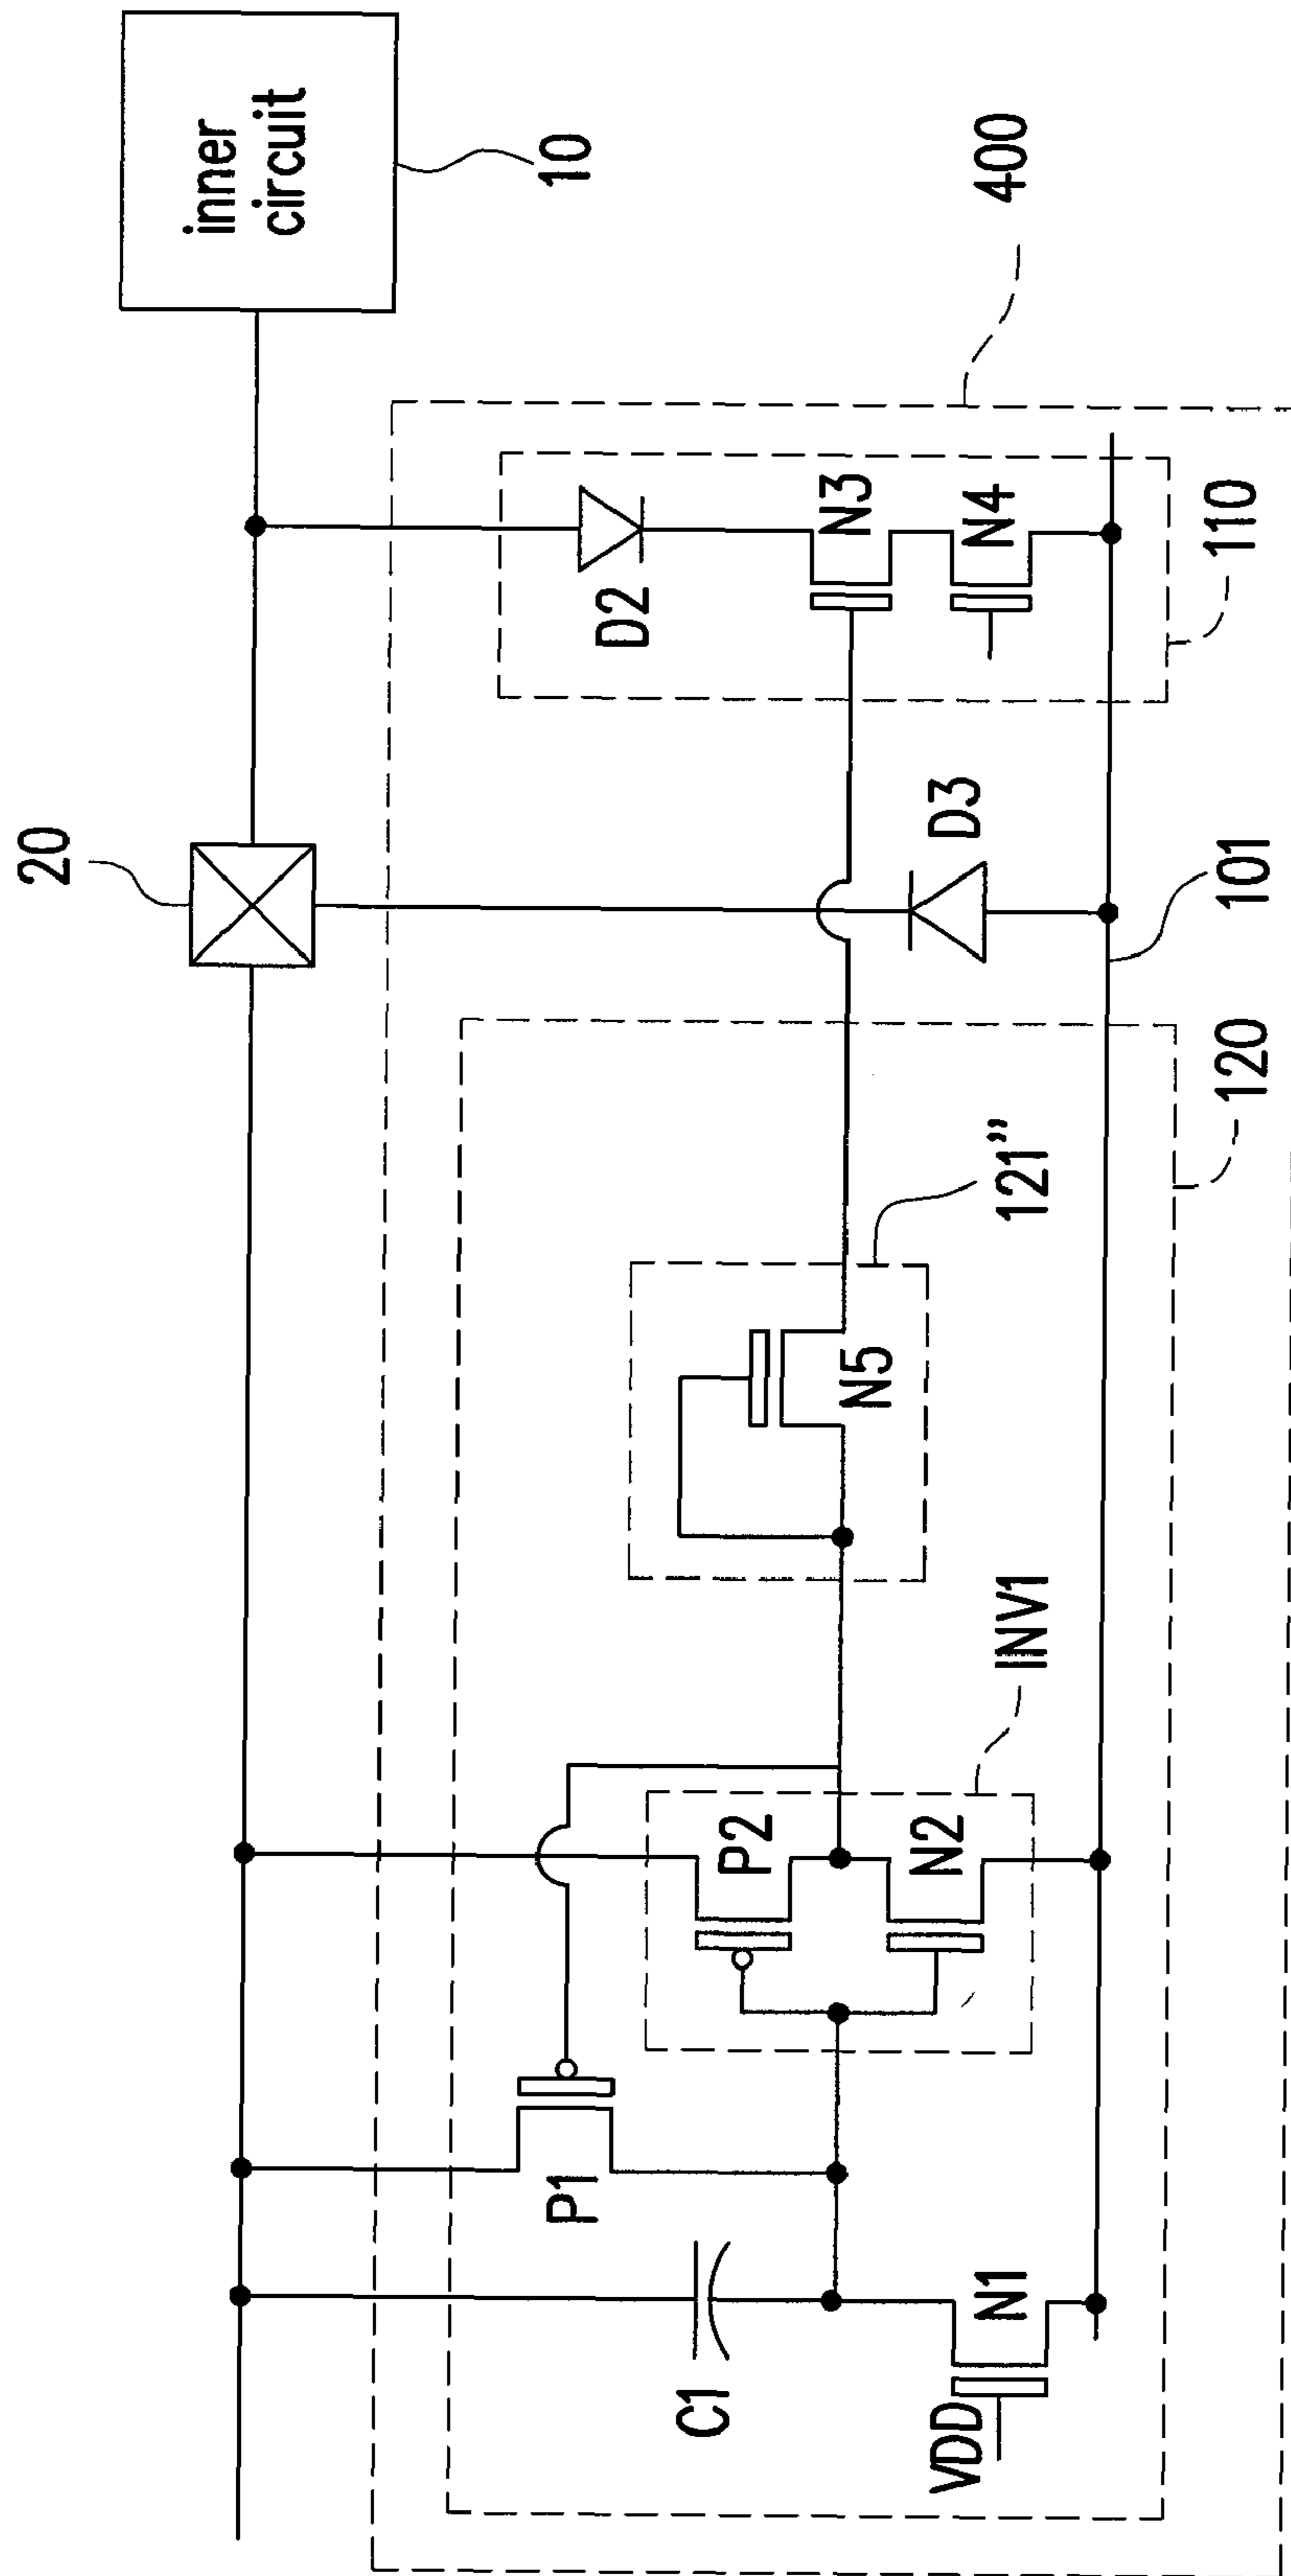 inner
circuit
10
20
400
D2
N3
N4
110
D3
101
120
121”
N5
INV1
P2
N2
P1
C1
N1
VDD